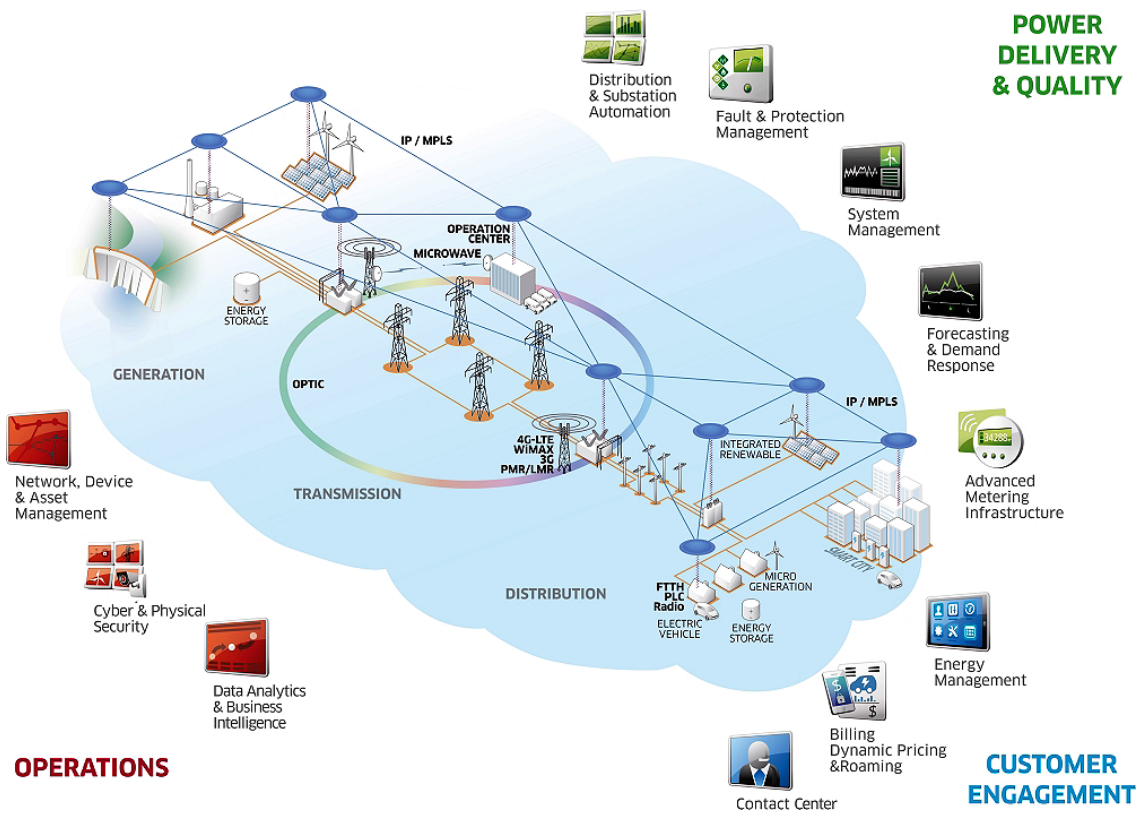 POWER
DELIVERY
& QUALITY
Distribution
& Substation
Automation
Fault & Protection
Management
System
Management
Forecasting
& Demand
Response
Advanced
Metering
Infrastructure
34288
IP / MPLS
OPERATION
CENTER
MICROWAVE
ENERGY
STORAGE
GENERATION
OPTIC
4G-LTE
WiMAX
3G
PMR/LMR
TRANSMISSION
IP / MPLS
INTEGRATED
RENEWABLE
SMART CITY
MICRO
GENERATION
FTTH
PLC
Radio
ELECTRIC
VEHICLE
ENERGY
STORAGE
DISTRIBUTION
Network, Device
& Asset
Management
Cyber & Physical
Security
Data Analytics
& Business
Intelligence
OPERATIONS
Energy
Management
$
$
Billing
Dynamic Pricing
&Roaming
Contact Center
CUSTOMER
ENGAGEMENT